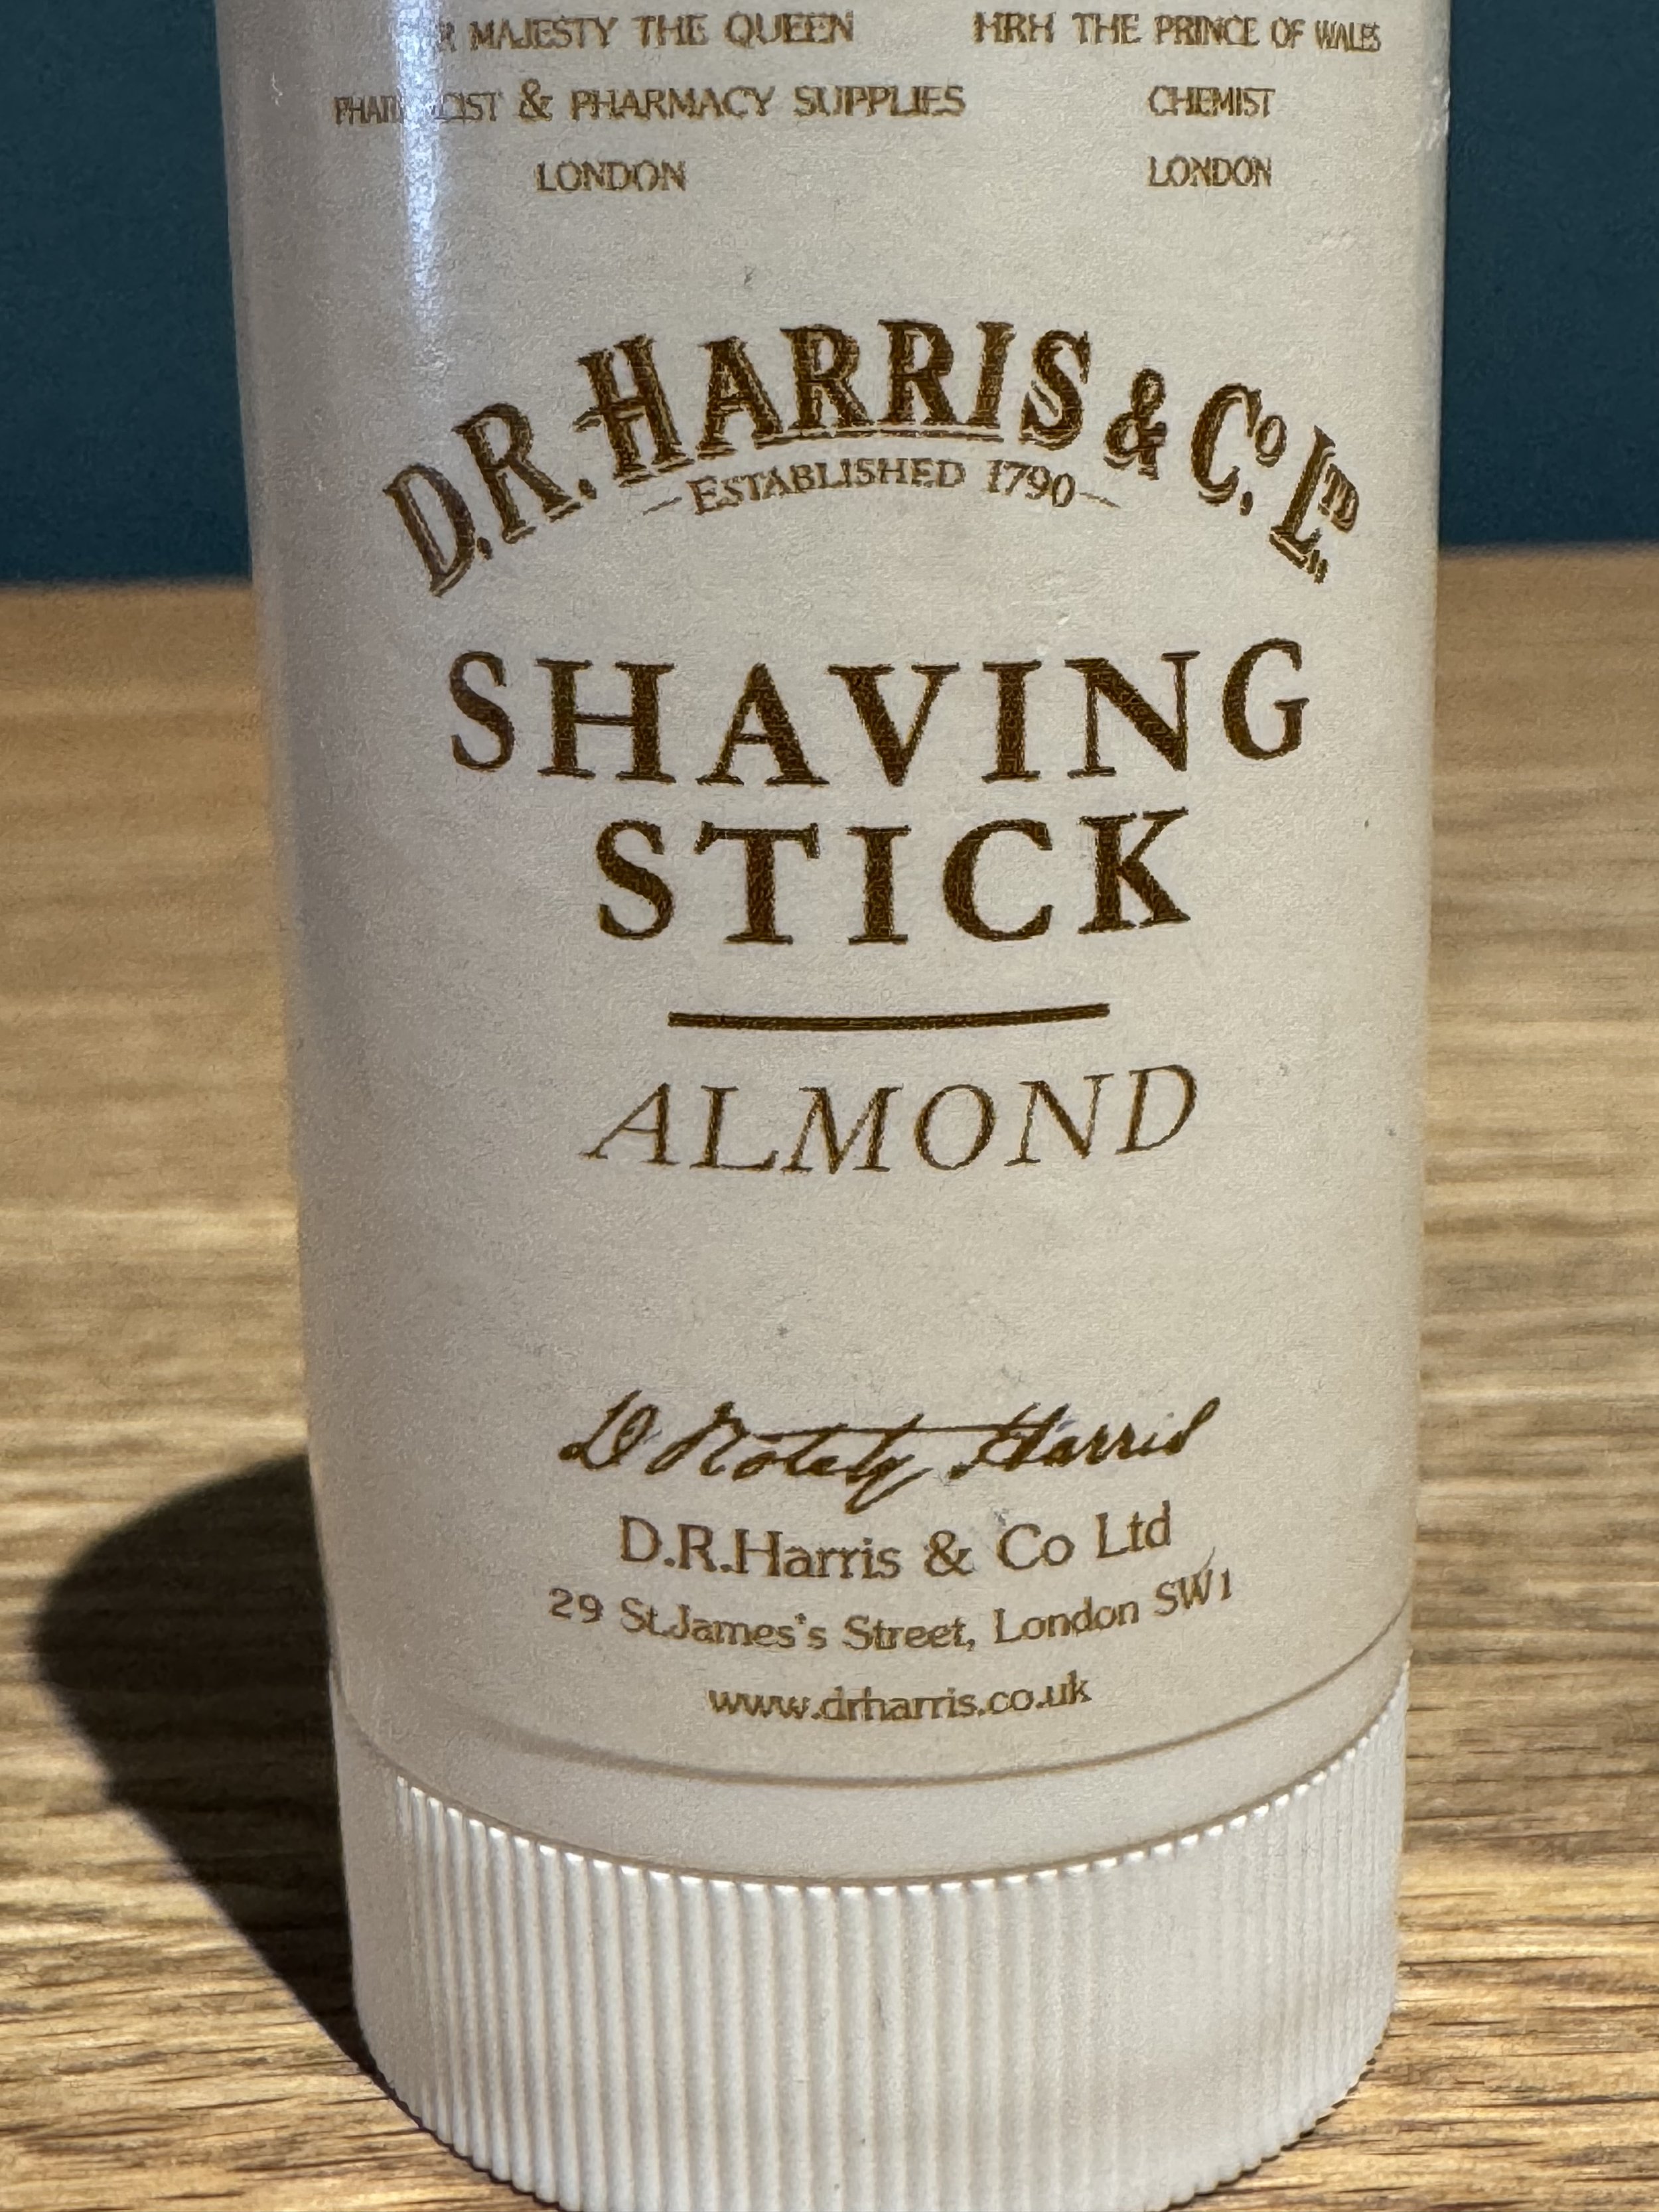 MAJESTY THE QUEEN
PHARMACIST & PHARMACY SUPPLIES
LONDON
HRH THE PRINCE OF WALES
CHEMIST
LONDON
D.R. HARRIS & Co. LTD.
ESTABLISHED 1790
SHAVING
STICK
ALMOND
Harris
D.R.Harris & Co Ltd
29 St.James's Street, London SW1
www.drharris.co.uk